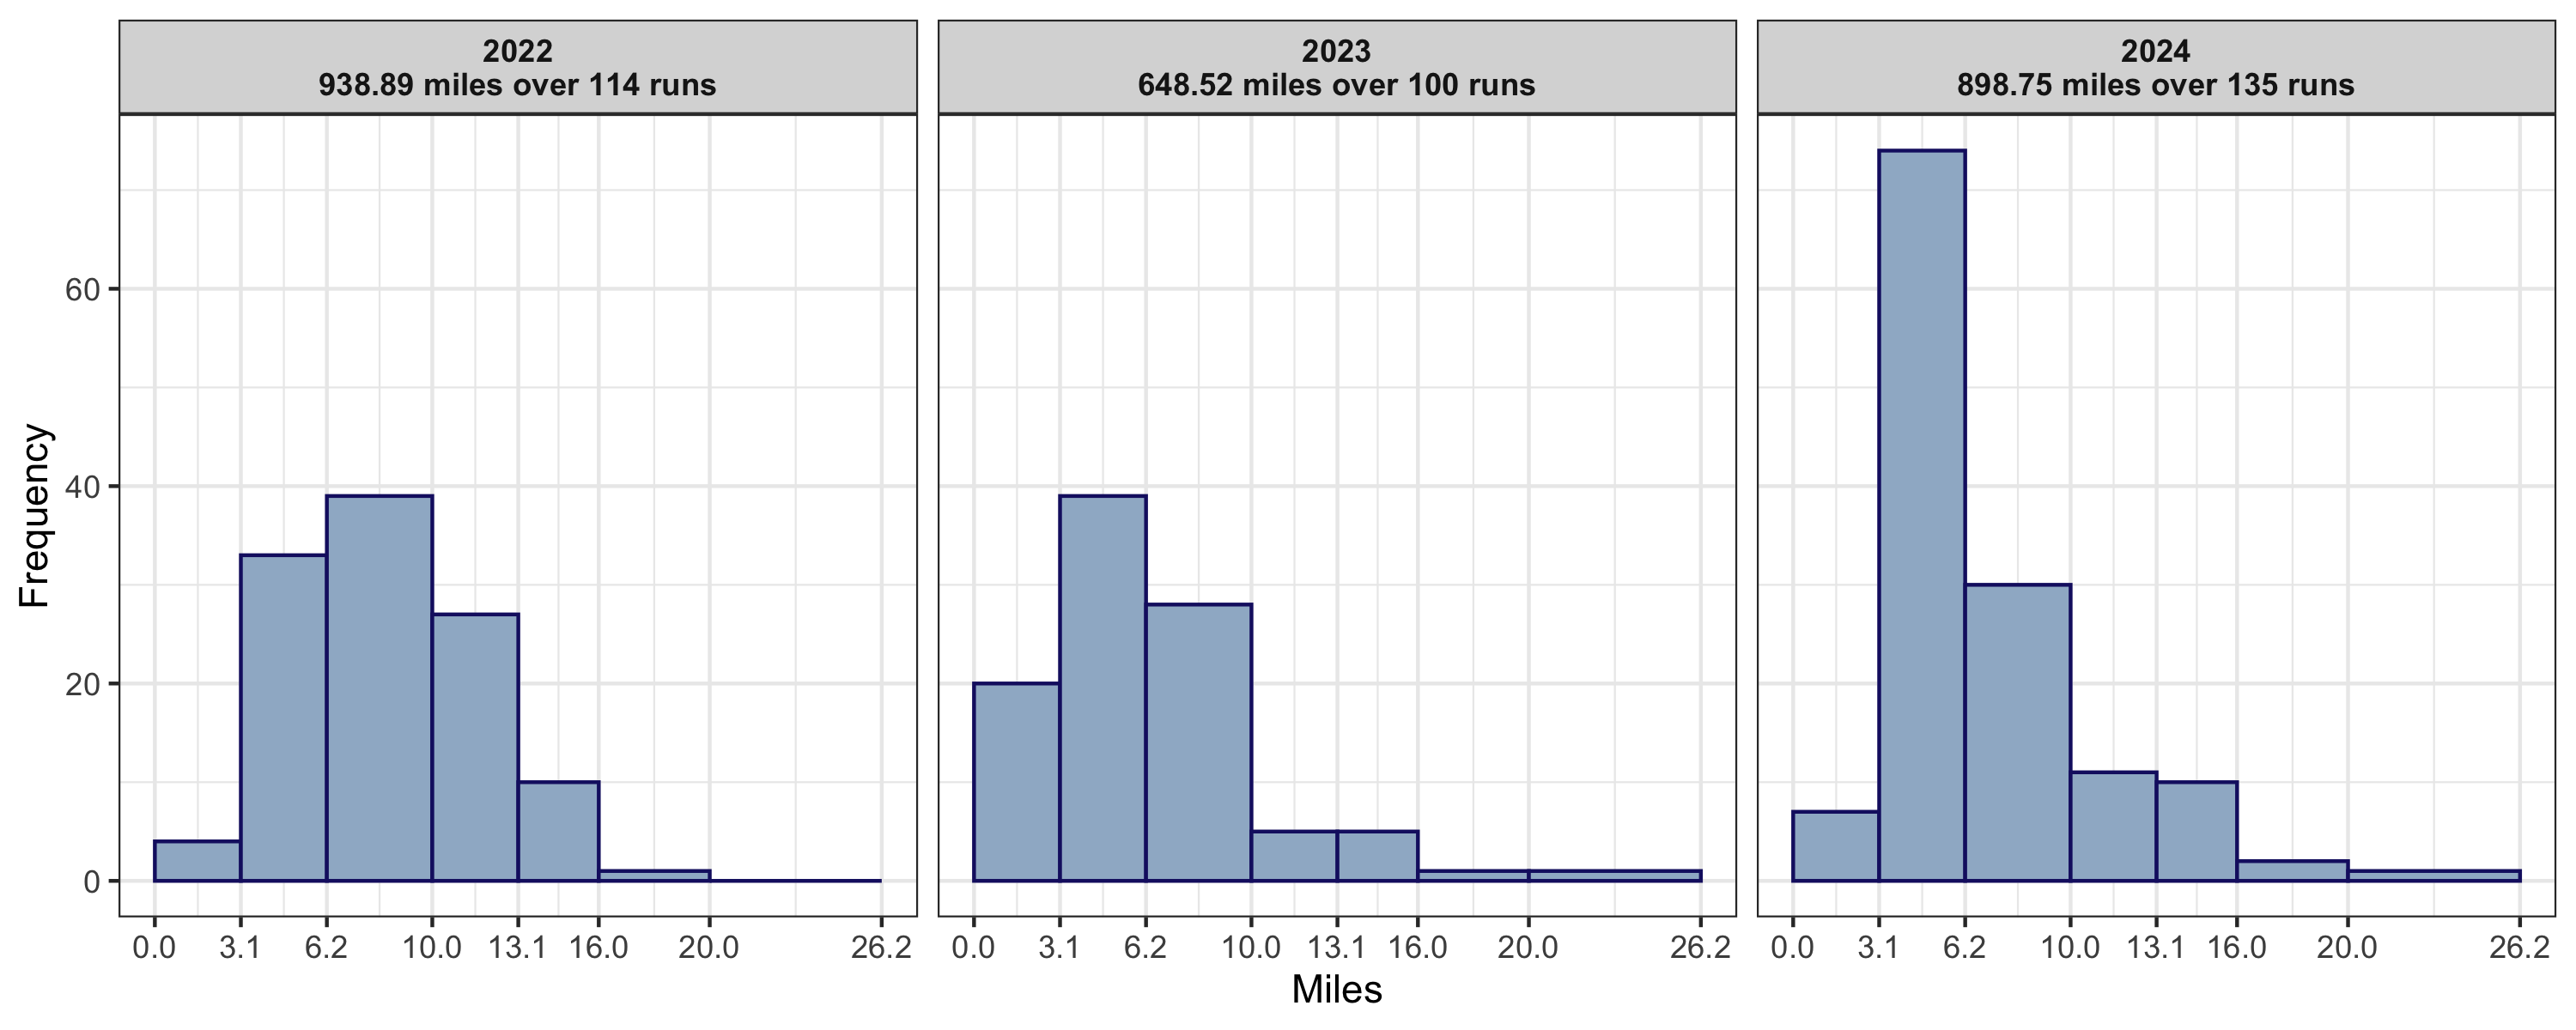 2022
938.89 miles over 114 runs
2023
648.52 miles over 100 runs
2024
898.75 miles over 135 runs
Frequency
60
40
20
0
0.0 3.1 6.2 10.0 13.1 16.0 20.0 26.2
0.0 3.1 6.2 10.0 13.1 16.0 20.0 26.2
0.0 3.1 6.2 10.0 13.1 16.0 20.0 26.2
Miles